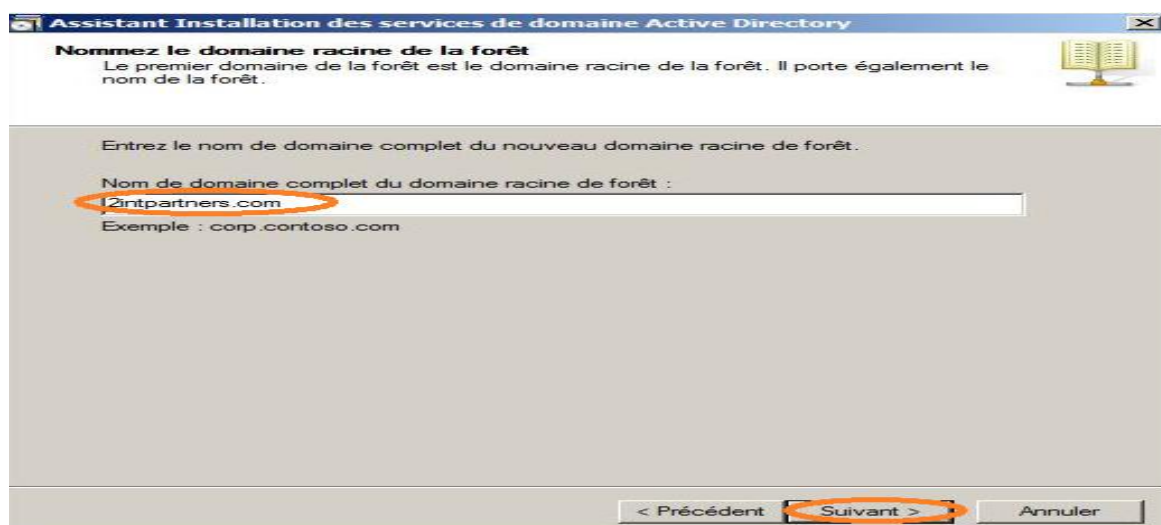 Assistant Installation des services de domaine Active Directory
Nommez le domaine racine de la forêt
Le premier domaine de la forêt est le domaine racine de la forêt. Il porte également le
nom de la forêt.
Entrez le nom de domaine complet du nouveau domaine racine de forêt.
Nom de domaine complet du domaine racine de forêt :
2intpartners.com
Exemple : corp.contoso.com
< Précédent Suivant > Annuler